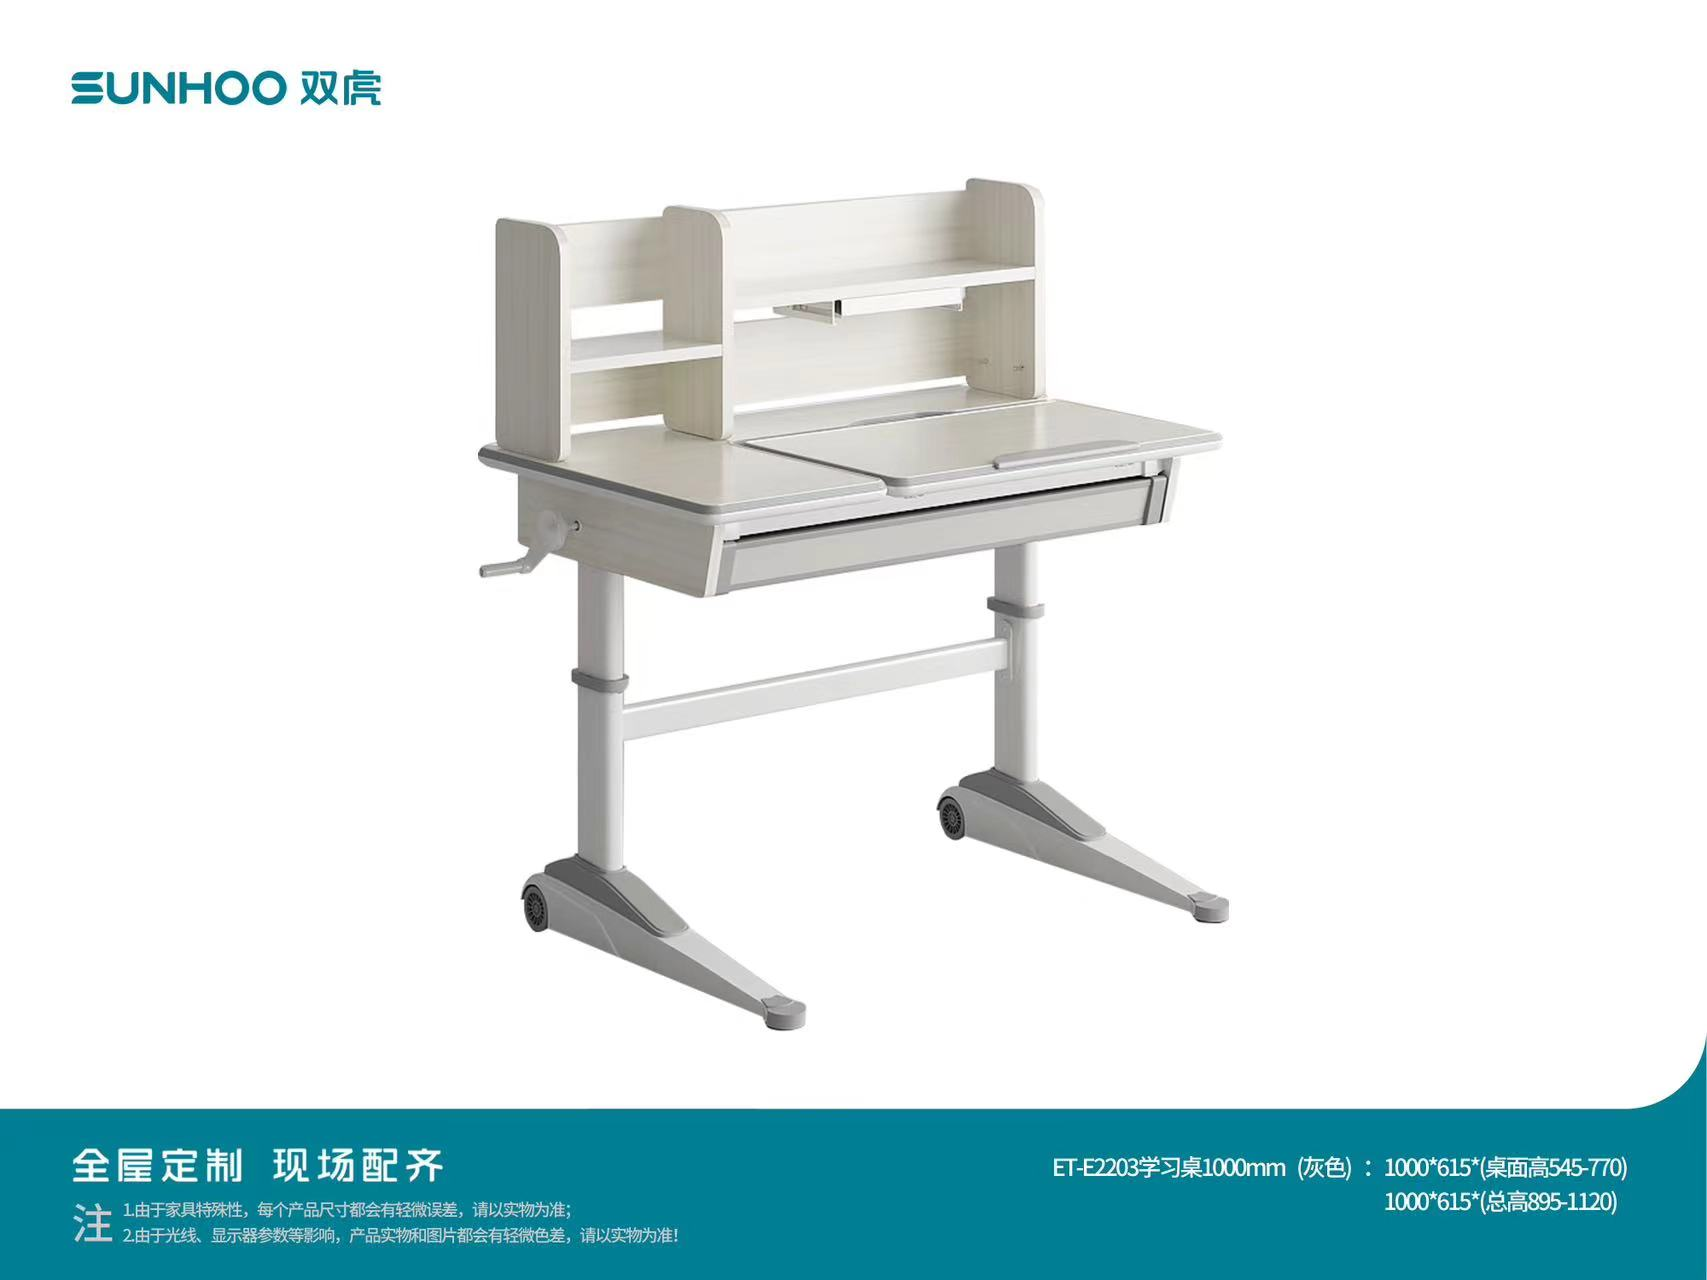 SUNHOO 双虎
全屋定制 现场配齐
注 1.由于家具特殊性，每个产品尺寸都会有轻微误差，请以实物为准；
2.由于光线、显示器参数等影响，产品实物和图片都会有轻微色差，请以实物为准！
ET-E2203学习桌1000mm（灰色）：1000*615*(桌面高545-770)
1000*615*(总高895-1120)